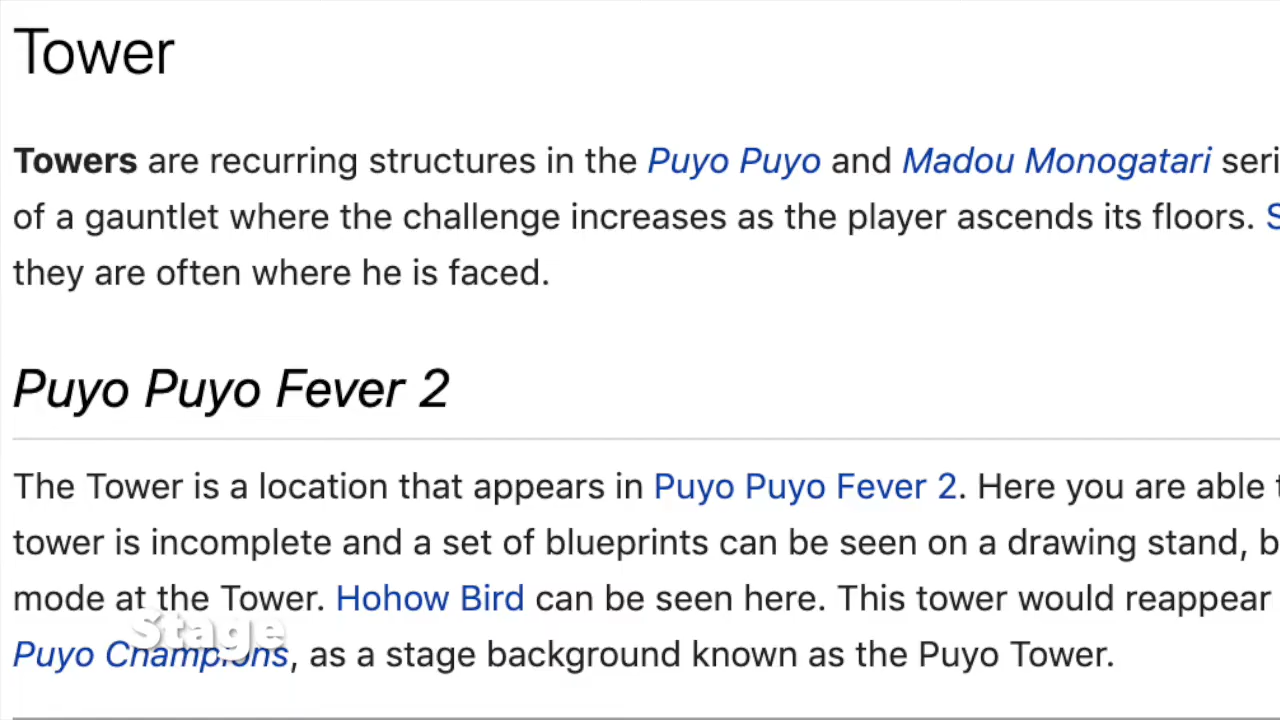 Tower
Towers are recurring structures in the Puyo Puyo and Madou Monogatari seri
of a gauntlet where the challenge increases as the player ascends its floors. S
they are often where he is faced.
Puyo Puyo Fever 2
The Tower is a location that appears in Puyo Puyo Fever 2. Here you are able t
tower is incomplete and a set of blueprints can be seen on a drawing stand, b
mode at the Tower. Hohow Bird can be seen here. This tower would reappear
Stage
Puyo Champions, as a stage background known as the Puyo Tower.